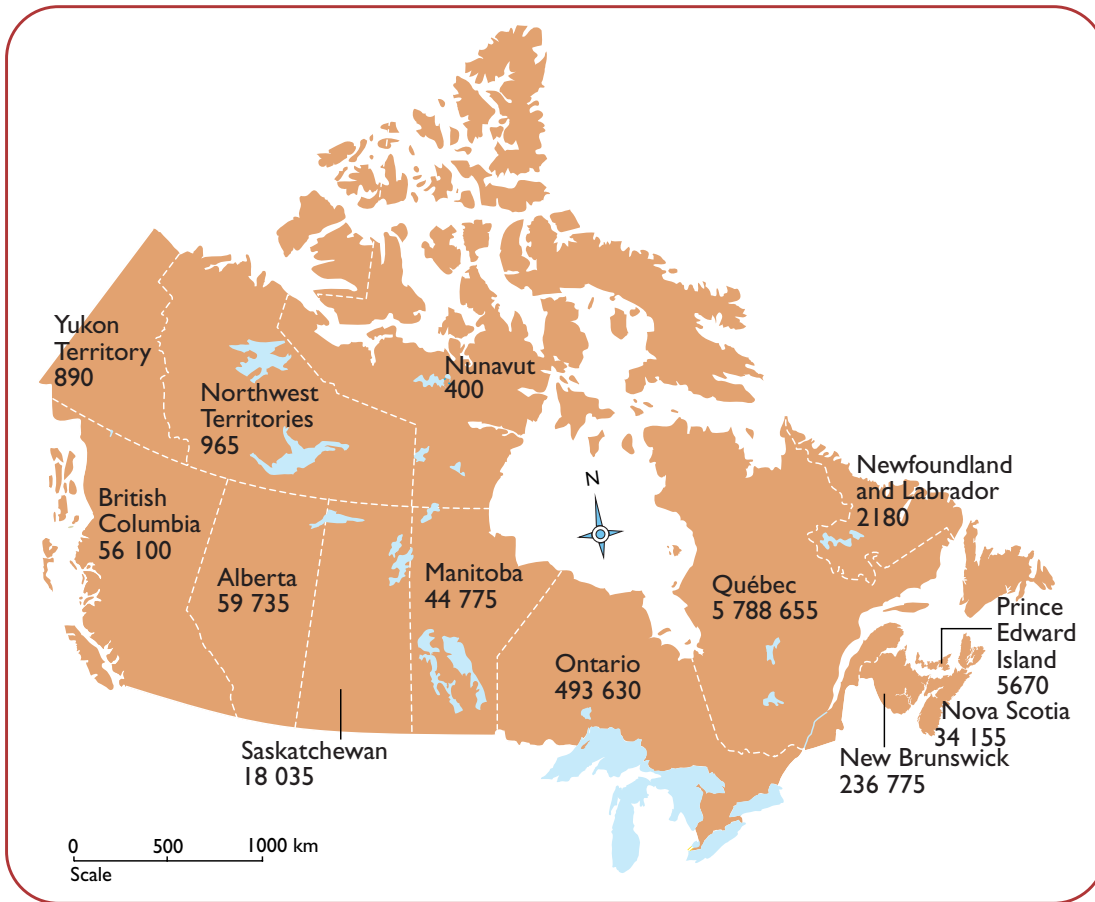 Yukon
Territory
890
Northwest
Territories
965
Nunavut
400
N
Newfoundland
and Labrador
2180
British
Columbia
56 100
Alberta
59 735
Manitoba
44 775
Québec
5 788 655
Ontario
493 630
Prince
Edward
Island
5670
Nova Scotia
34 155
New Brunswick
236 775
Saskatchewan
18 035
0 500 1000 km
Scale